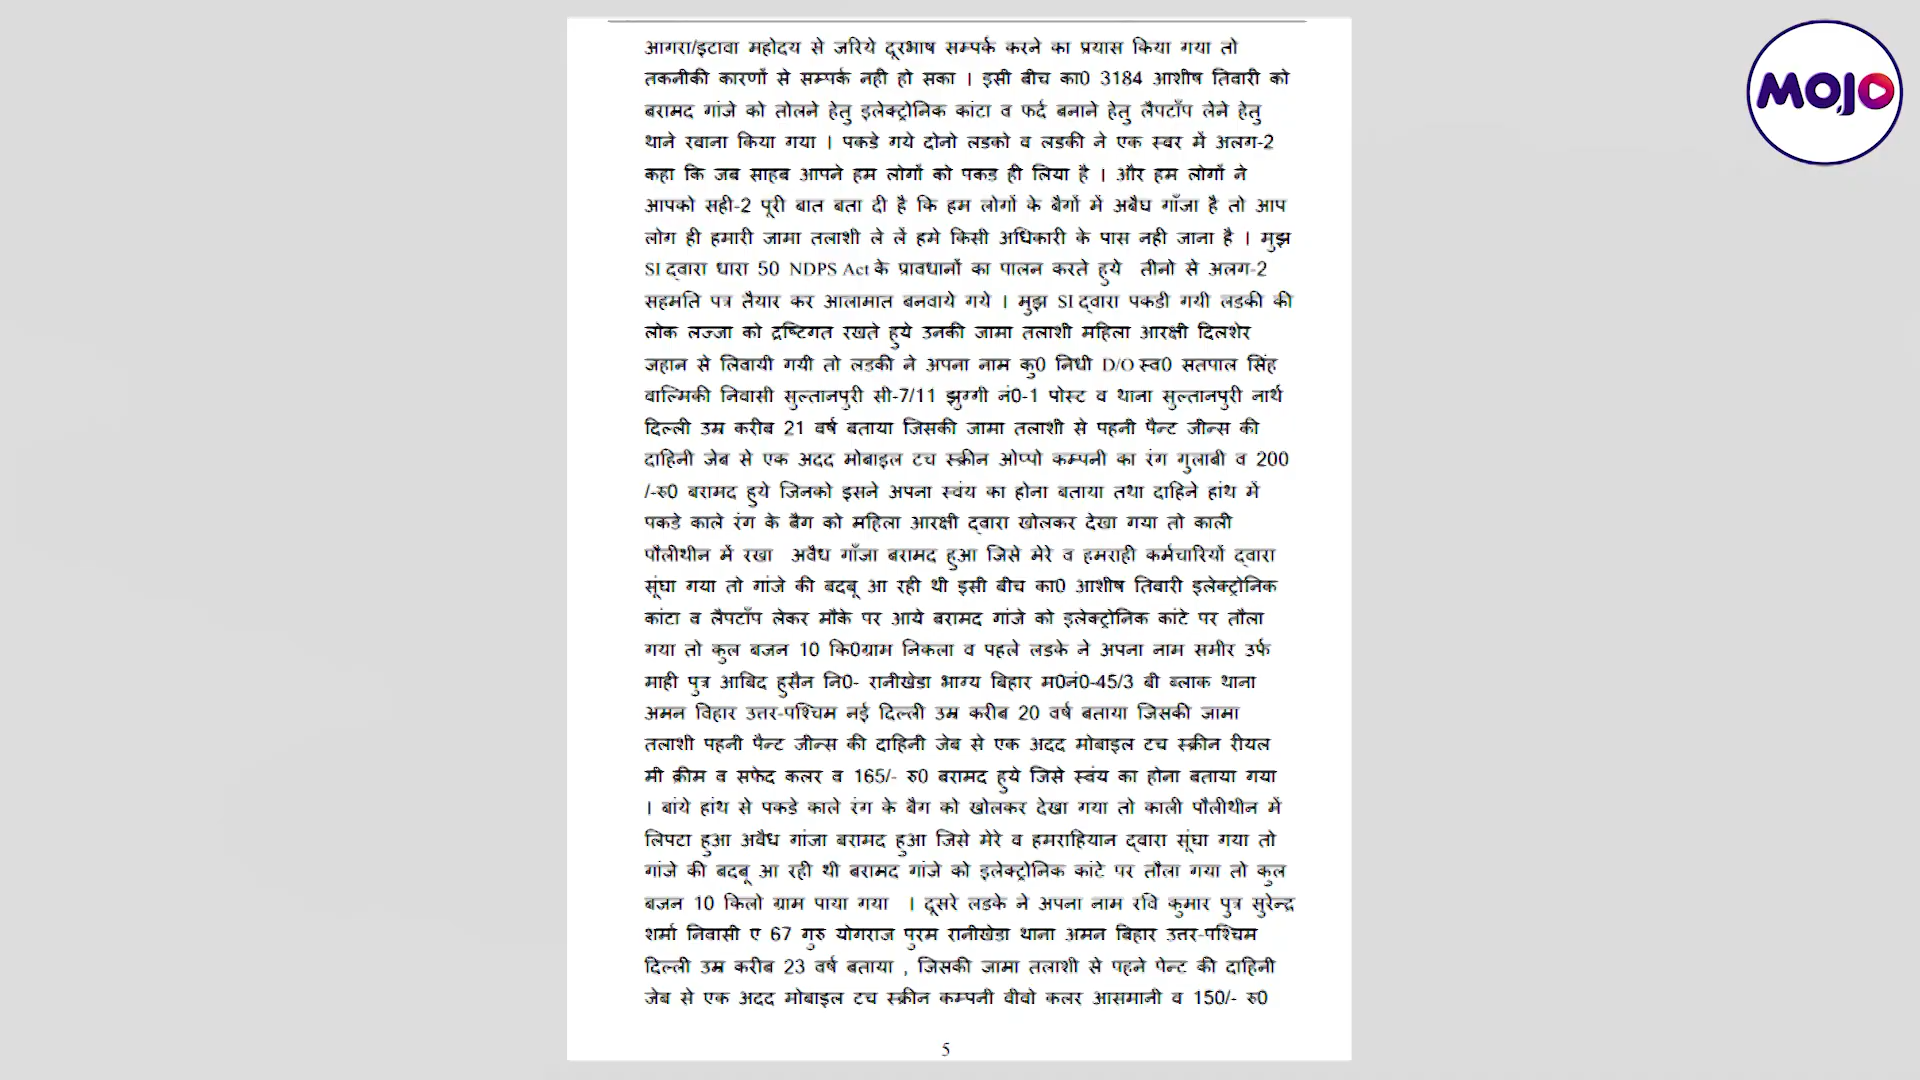 आगरा/इटावा महोदय से जरिये दूरभाष सम्पर्क करने का प्रयास किया गया तो
तकनीकी कारणों से सम्पर्क नही हो सका । इसी बीच का0 3184 आशीष तिवारी को
बरामद गांजे को तोलने हेतु इलेक्ट्रोनिक कांटा व फर्द बनाने हेतु लैपटाँप लेने हेतु
थाने रवाना किया गया । पकडे गये दोनो लडको व लडकी ने एक स्वर में अलग-2
कहा कि जब साहब आपने हम लोगों को पकड ही लिया है । और हम लोगों ने
आपको सही-2 पूरी बात बता दी है कि हम लोगों के बैगों में अबैध गाँजा है तो आप
लोग ही हमारी जामा तलाशी ले लें हमे किसी अधिकारी के पास नही जाना है । मुझ
SI द्वारा धारा 50 NDPS Act के प्रावधानों का पालन करते हुये तीनो से अलग-2
सहमति पत्र तैयार कर आलामात बनवाये गये । मुझ SI द्वारा पकडी गयी लडकी की
लोक लज्जा को द्रष्टिगत रखते हुये उनकी जामा तलाशी महिला आरक्षी दिलशेर
जहान से लिवायी गयी तो लडकी ने अपना नाम कु0 निधी D/O स्व0 सतपाल सिंह
बाल्मिकी निवासी सुल्तानपुरी सी-7/11 झुग्गी नं0-1 पोस्ट व थाना सुल्तानपुरी नार्थ
दिल्ली उम्र करीब 21 वर्ष बताया जिसकी जामा तलाशी से पहनी पैन्ट जीन्स की
दाहिनी जेब से एक अदद मोबाइल टच स्क्रीन ओप्पो कम्पनी का रंग गुलाबी व 200
/-रु0 बरामद हुये जिनको इसने अपना स्वंय का होना बताया तथा दाहिने हांथ में
पकडे काले रंग के बैग को महिला आरक्षी द्वारा खोलकर देखा गया तो काली
पौलीथीन में रखा अवैध गाँजा बरामद हुआ जिसे मेरे व हमराही कर्मचारियों द्वारा
सूंघा गया तो गांजे की बदबू आ रही थी इसी बीच का0 आशीष तिबारी इलेक्ट्रोनिक
कांटा व लैपटाँप लेकर मौके पर आये बरामद गांजे को इलेक्ट्रोनिक कांटे पर तौला
गया तो कुल बजन 10 कि0ग्राम निकला व पहले लडके ने अपना नाम समीर उर्फ
माही पुत्र आबिद हुसैन नि0- रानीखेडा भाग्य बिहार म0नं0-45/3 बी ब्लाक थाना
अमन विहार उत्तर-पश्चिम नई दिल्ली उम्र करीब 20 वर्ष बताया जिसकी जामा
तलाशी पहनी पैन्ट जीन्स की दाहिनी जेब से एक अदद मोबाइल टच स्क्रीन रीयल
मी क्रीम व सफेद कलर व 165/- रु0 बरामद हुये जिसे स्वंय का होना बताया गया
। बांये हांथ से पकडे काले रंग के बैग को खोलकर देखा गया तो काली पौलीथीन में
लिपटा हुआ अवैध गांजा बरामद हुआ जिसे मेरे व हमराहियान द्वारा सूंघा गया तो
गांजे की बदबू आ रही थी बरामद गांजे को इलेक्ट्रोनिक कांटे पर तौला गया तो कुल
बजन 10 किलो ग्राम पाया गया । दूसरे लडके ने अपना नाम रवि कुमार पुत्र सुरेन्द्र
शर्मा निवासी ए 67 गुरु योगराज पुरम रानीखेडा थाना अमन बिहार उत्तर-पश्चिम
दिल्ली उम्र करीब 23 वर्ष बताया , जिसकी जामा तलाशी से पहने पेन्ट की दाहिनी
जेब से एक अदद मोबाइल टच स्क्रीन कम्पनी वीवो कलर आसमानी व 150/- रु0
5
MOJO